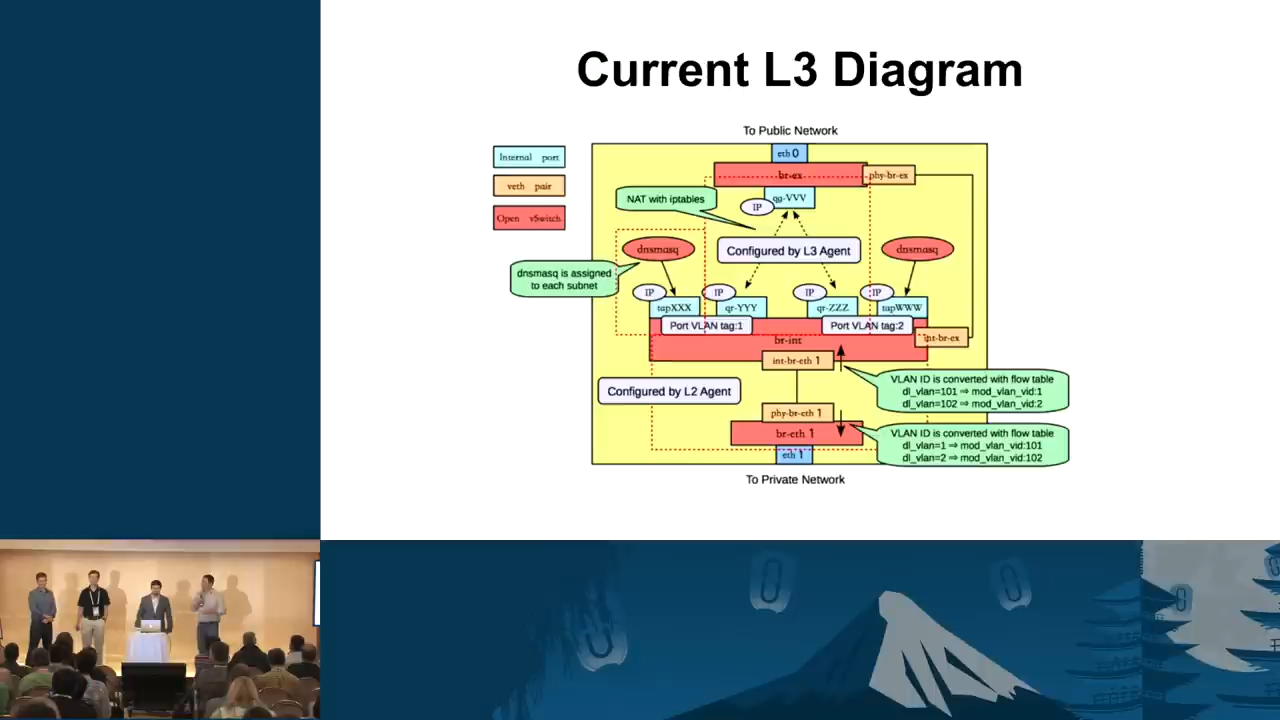 Current L3 Diagram
To Public Network
Internal port
veth pair
Open vSwitch
eth 0
br-ex
phy-br-ex
qg-VVV
IP
NAT with iptables
dnsmasq
Configured by L3 Agent
dnsmasq
dnsmasq is assigned
to each subnet
IP
IP
IP
IP
tapXXX
qr-YYY
qr-ZZZ
tapWWW
Port VLAN tag:1
Port VLAN tag:2
br-int
int-br-ex
int-br-eth 1
Configured by L2 Agent
VLAN ID is converted with flow table
dl_vlan=101 ⇒ mod_vlan_vid:1
dl_vlan=102 ⇒ mod_vlan_vid:2
phy-br-eth 1
br-eth 1
VLAN ID is converted with flow table
dl_vlan=1 ⇒ mod_vlan_vid:101
dl_vlan=2 ⇒ mod_vlan_vid:102
eth 1
To Private Network